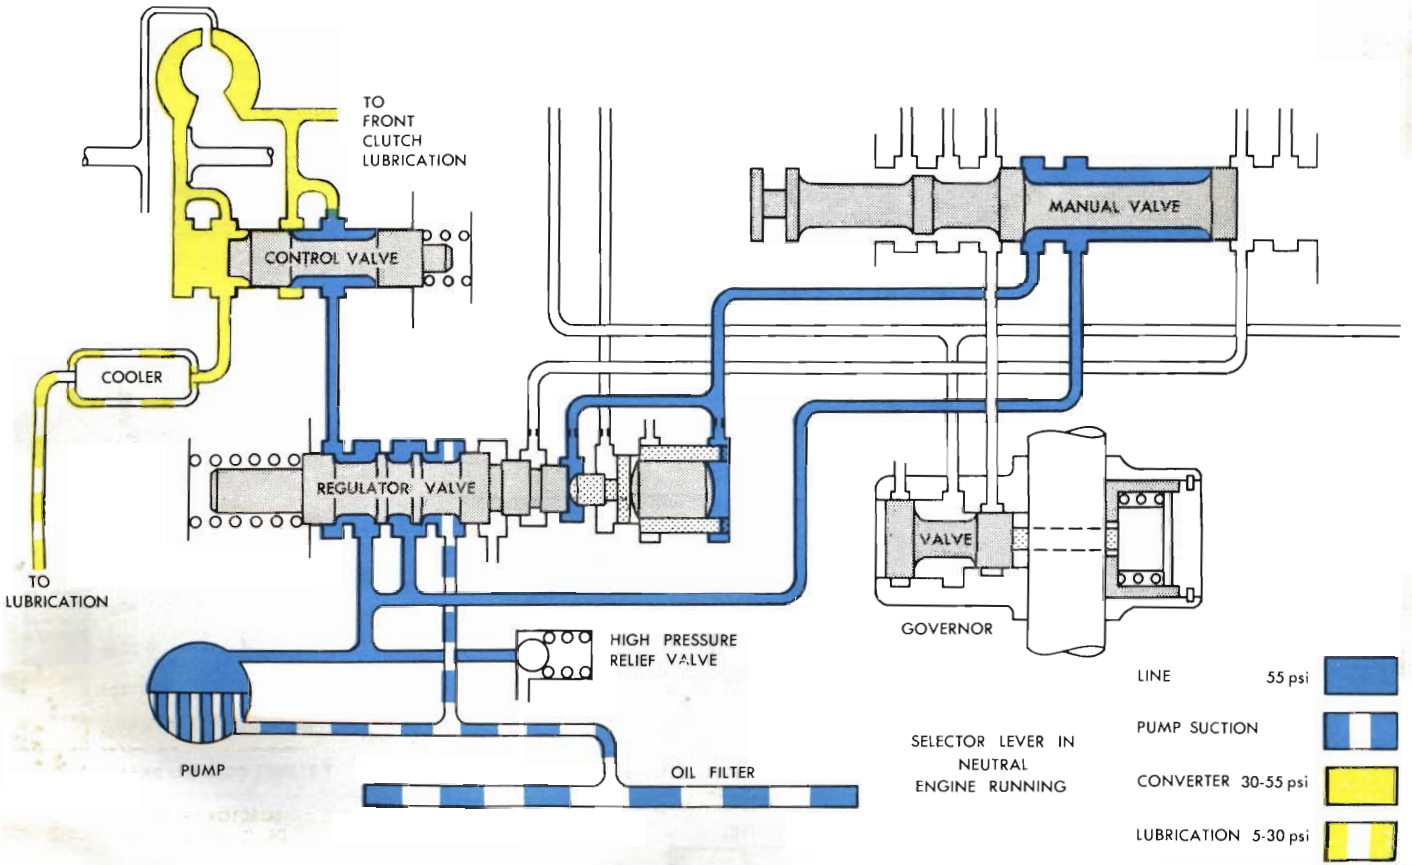 TO
FRONT
CLUTCH
LUBRICATION
MANUAL VALVE
CONTROL VALVE
COOLER
REGULATOR VALVE
VALVE
TO
LUBRICATION
GOVERNOR
HIGH PRESSURE
RELIEF VALVE
PUMP
OIL FILTER
SELECTOR LEVER IN
NEUTRAL
ENGINE RUNNING
LINE 55 psi
PUMP SUCTION
CONVERTER 30-55 psi
LUBRICATION 5-30 psi